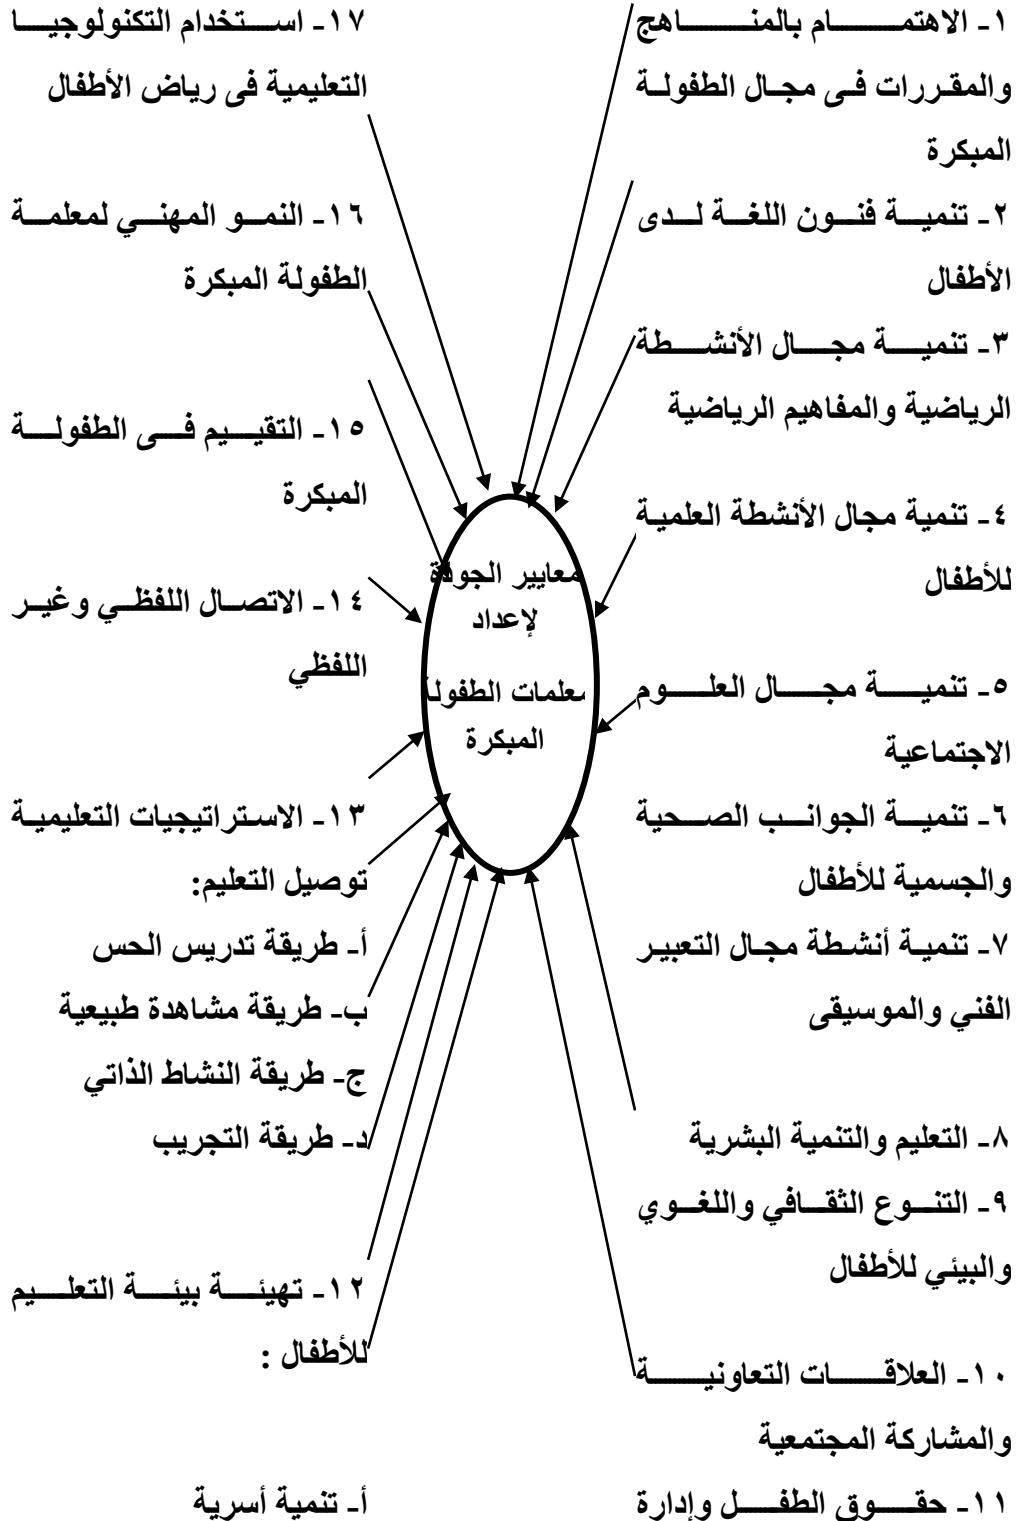 ١- الاهتمام بالمناهج
والمقررات فى مجال الطفولة
المبكرة
٢- تنمية فنون اللغة لدى
الأطفال
٣- تنمية مجال الأنشطة
الرياضية والمفاهيم الرياضية
٤- تنمية مجال الأنشطة العلمية
للأطفال
٥- تنمية مجال العلوم
الاجتماعية
٦- تنمية الجوانب الصحية
والجسمية للأطفال
٧- تنمية أنشطة مجال التعبير
الفني والموسيقى
٨- التعليم والتنمية البشرية
٩- التنوع الثقافي واللغوي
والبيئي للأطفال
١٠- العلاقات التعاونية
والمشاركة المجتمعية
١١- حقوق الطفل وإدارة
معايير الجودة
لإعداد
معلمات الطفولة
المبكرة
١٧- استخدام التكنولوجيا
التعليمية فى رياض الأطفال
١٦- النمو المهني لمعلمة
الطفولة المبكرة
١٥- التقييم فى الطفولة
المبكرة
١٤- الاتصال اللفظي وغير
اللفظي
١٣- الاستراتيجيات التعليمية
توصيل التعليم:
أ- طريقة تدريس الحس
ب- طريقة مشاهدة طبيعية
ج- طريقة النشاط الذاتي
د- طريقة التجريب
١٢- تهيئة بيئة التعليم
للأطفال :
أ- تنمية أسرية